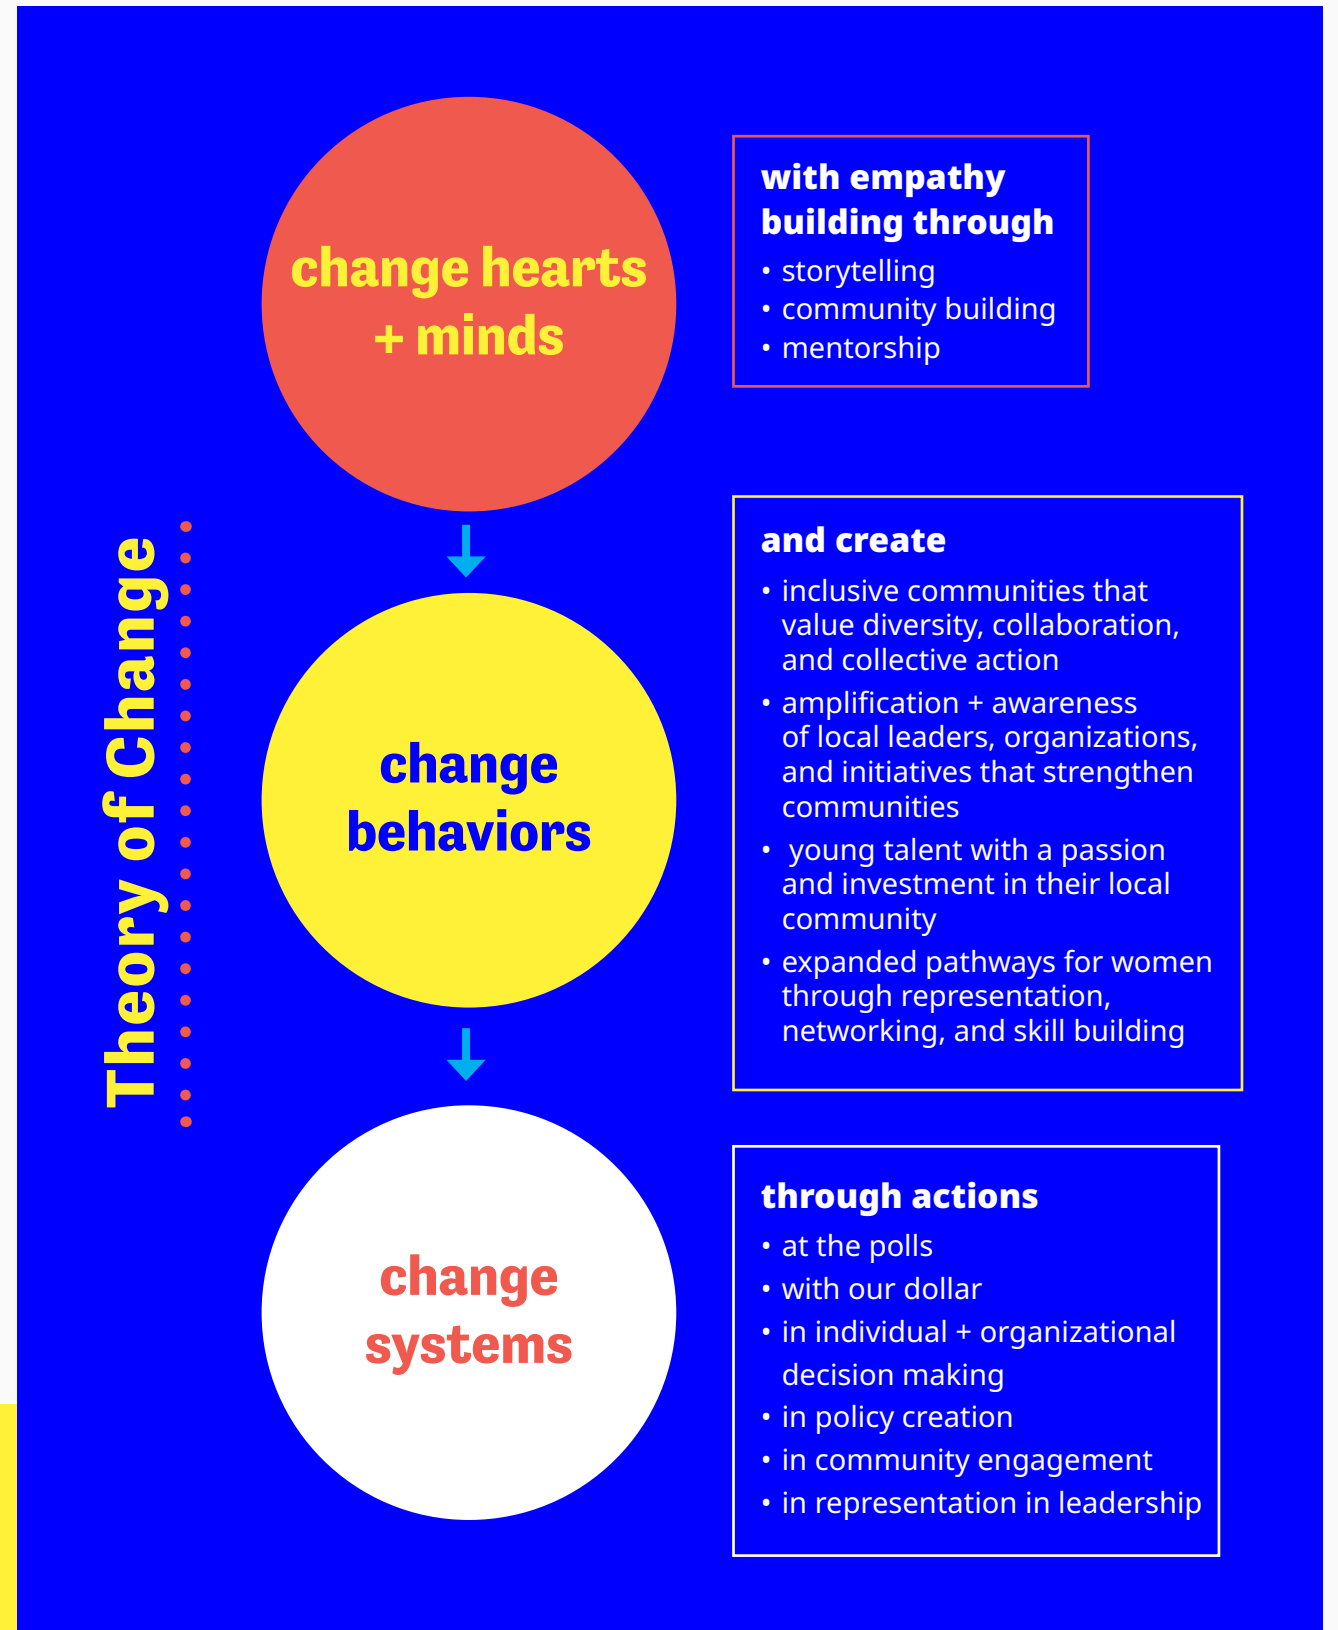 Theory of Change
change hearts
+ minds
with empathy
building through
• storytelling
• community building
• mentorship
change
behaviors
and create
• inclusive communities that
value diversity, collaboration,
and collective action
• amplification + awareness
of local leaders, organizations,
and initiatives that strengthen
communities
• young talent with a passion
and investment in their local
community
• expanded pathways for women
through representation,
networking, and skill building
change
systems
through actions
• at the polls
• with our dollar
• in individual + organizational
decision making
• in policy creation
• in community engagement
• in representation in leadership